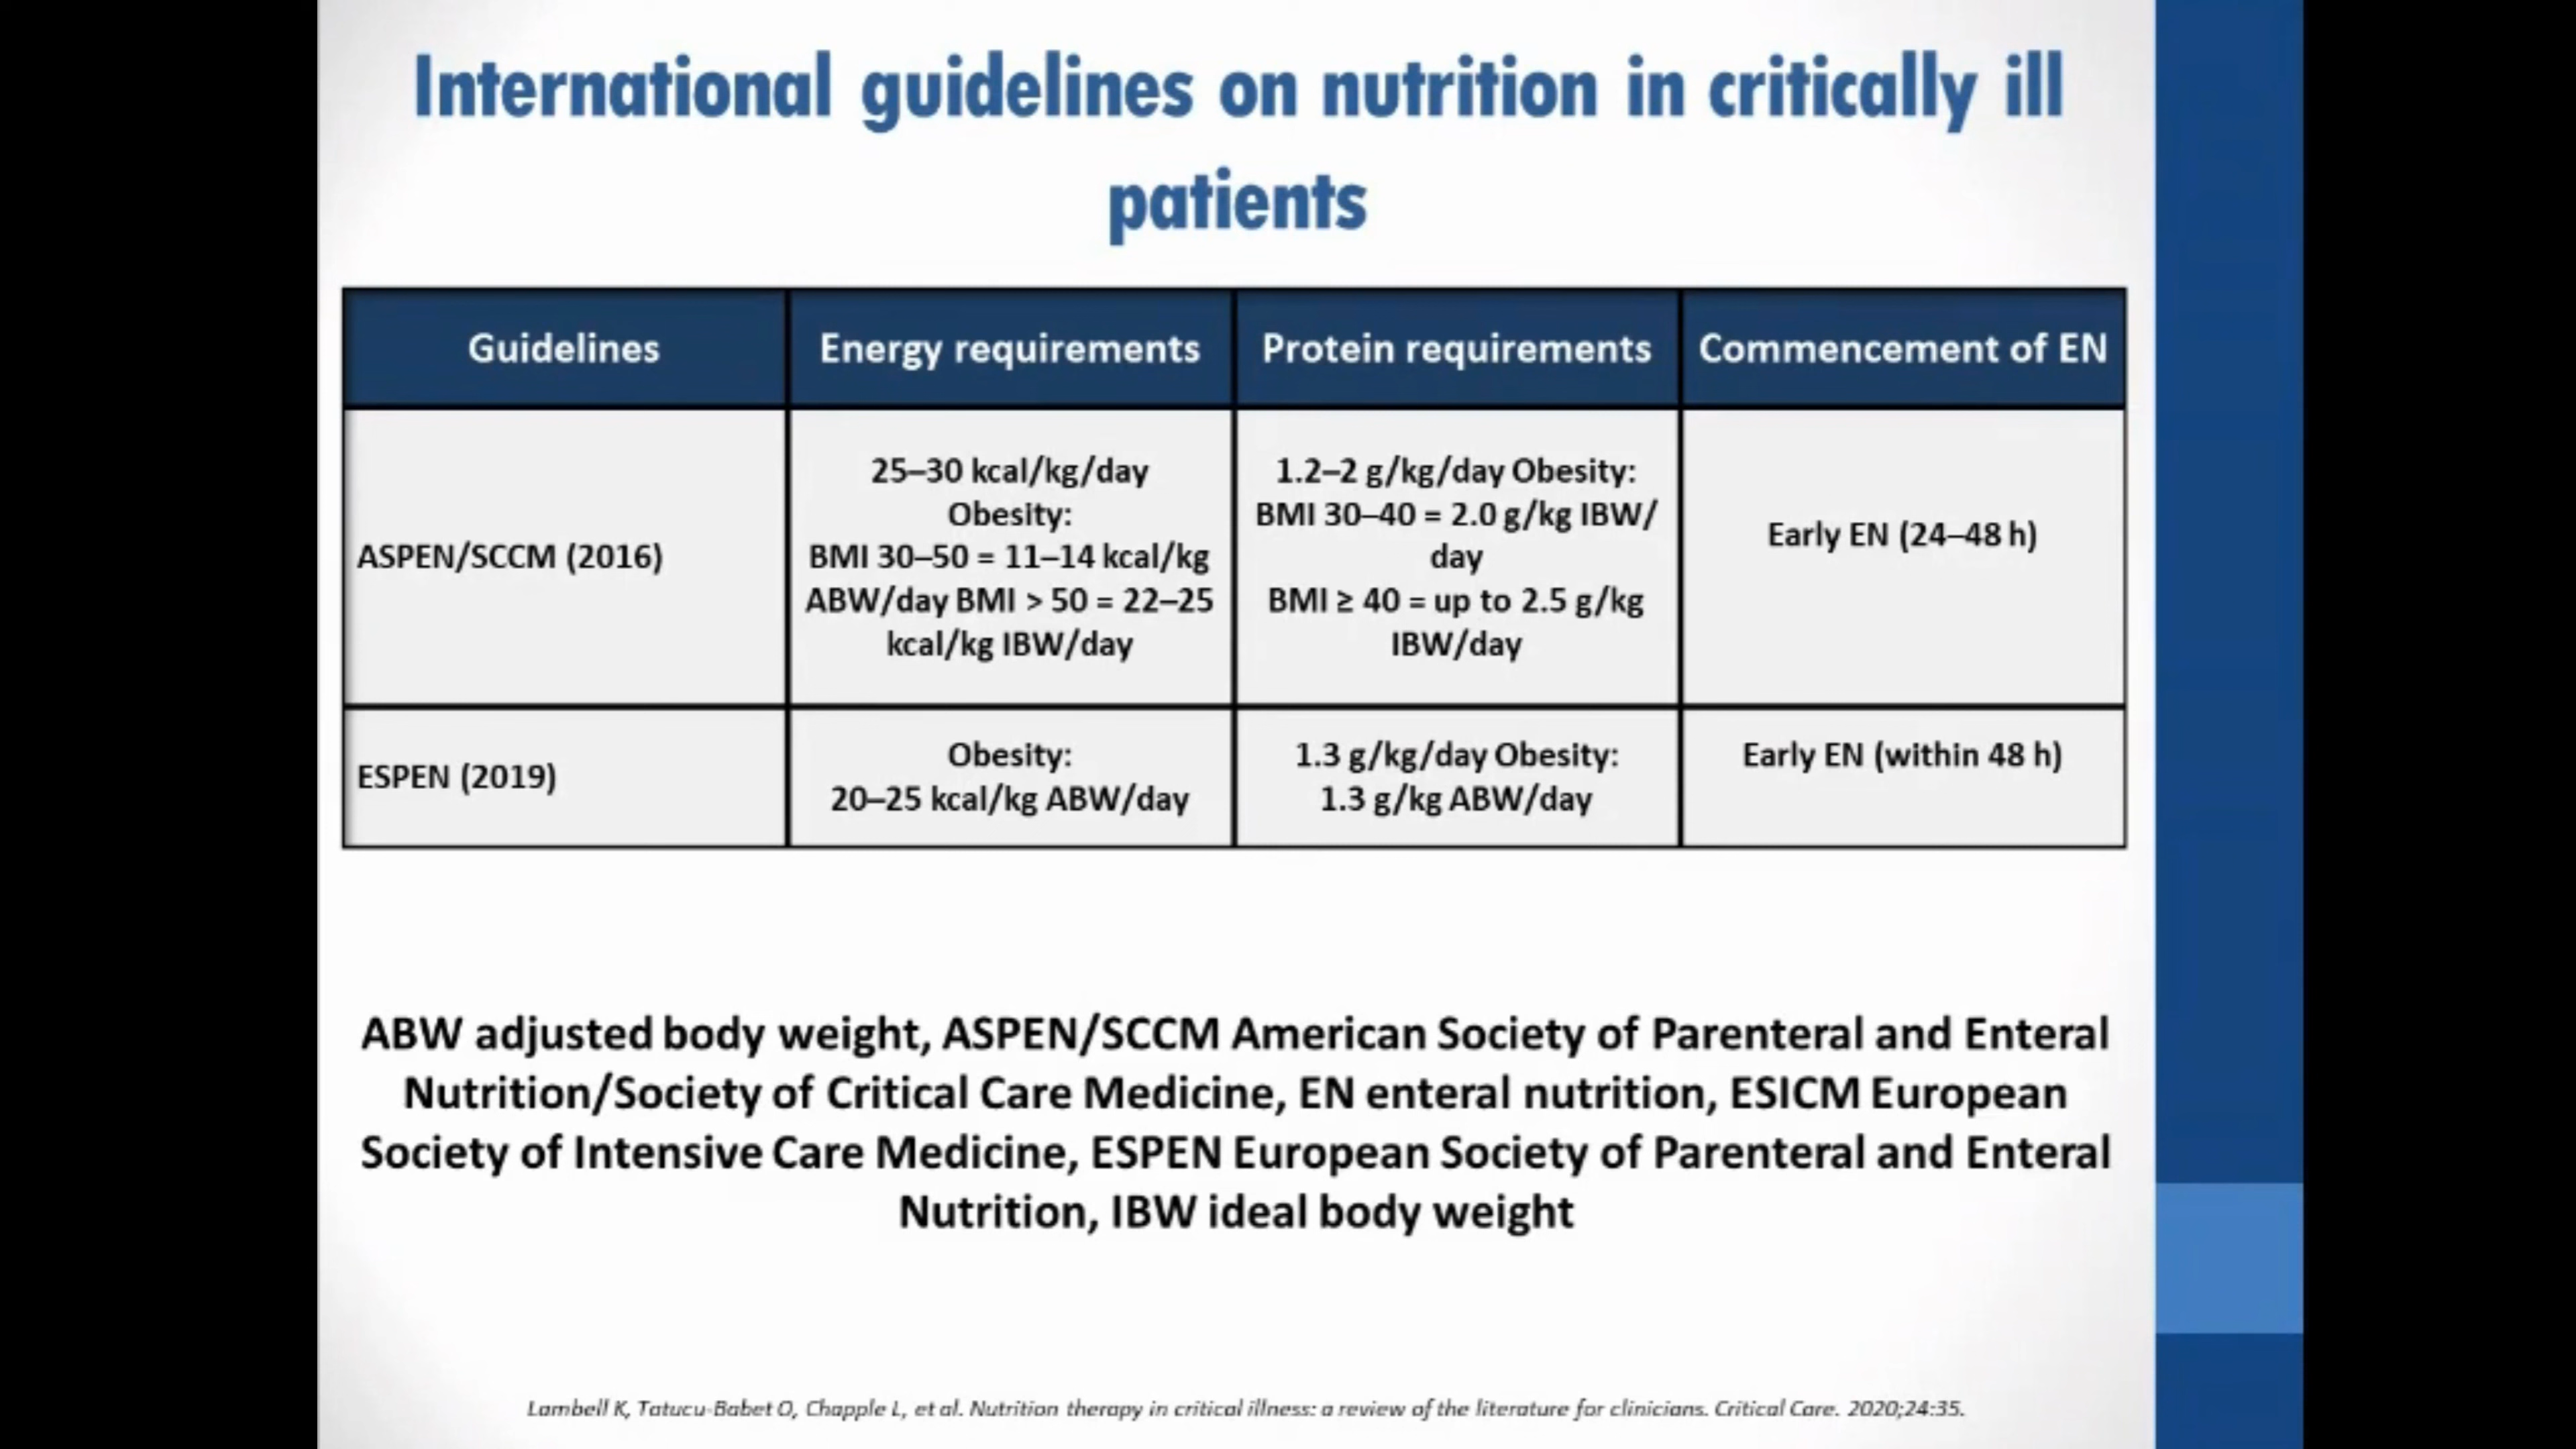 International guidelines on nutrition in critically ill
patients
Guidelines
Energy requirements
Protein requirements
Commencement of EN
ASPEN/SCCM (2016)
25–30 kcal/kg/day
Obesity:
BMI 30–50 = 11–14 kcal/kg
ABW/day BMI > 50 = 22–25
kcal/kg IBW/day
1.2–2 g/kg/day Obesity:
BMI 30–40 = 2.0 g/kg IBW/
day
BMI ≥ 40 = up to 2.5 g/kg
IBW/day
Early EN (24–48 h)
ESPEN (2019)
Obesity:
20–25 kcal/kg ABW/day
1.3 g/kg/day Obesity:
1.3 g/kg ABW/day
Early EN (within 48 h)
ABW adjusted body weight, ASPEN/SCCM American Society of Parenteral and Enteral
Nutrition/Society of Critical Care Medicine, EN enteral nutrition, ESICM European
Society of Intensive Care Medicine, ESPEN European Society of Parenteral and Enteral
Nutrition, IBW ideal body weight
Lambell K, Tatucu-Babet O, Chapple L, et al. Nutrition therapy in critical illness: a review of the literature for clinicians. Critical Care. 2020;24:35.